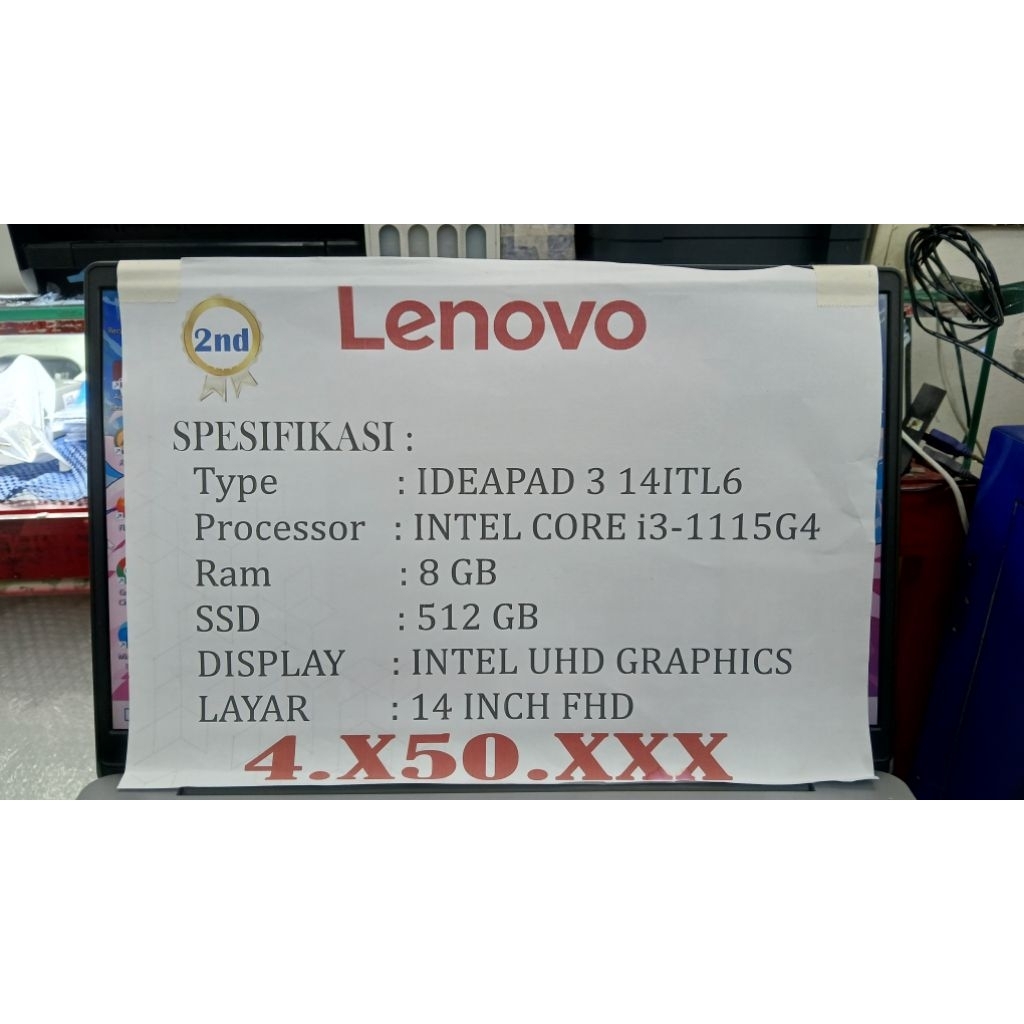 2nd
Lenovo
SPESIFIKASI :
Type : IDEAPAD 3 14ITL6
Processor : INTEL CORE i3-1115G4
Ram : 8 GB
SSD : 512 GB
DISPLAY : INTEL UHD GRAPHICS
LAYAR : 14 INCH FHD
4.X50.XXX